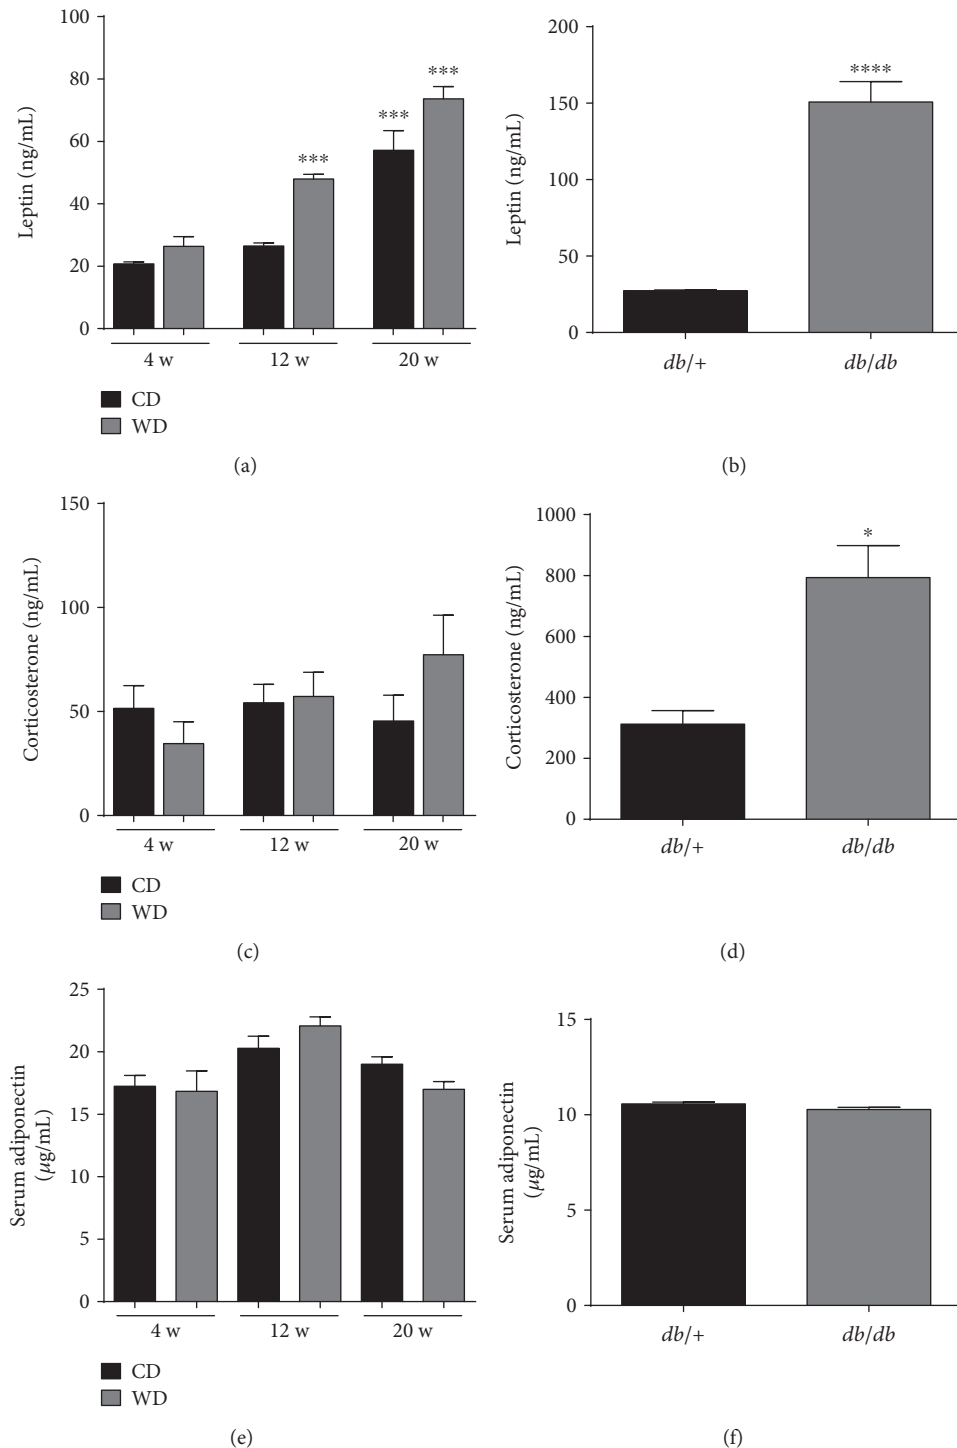 100
80
60
40
20
0
Leptin (ng/mL)
***
***
***
4 w
12 w
20 w
CD
WD
(a)
200
150
100
50
0
Leptin (ng/mL)
****
db/+
db/db
(b)
150
100
50
0
Corticosterone (ng/mL)
4 w
12 w
20 w
CD
WD
(c)
1000
800
600
400
200
0
Corticosterone (ng/mL)
*
db/+
db/db
(d)
25
20
15
10
5
0
Serum adiponectin
(μg/mL)
4 w
12 w
20 w
CD
WD
(e)
15
10
5
0
Serum adiponectin
(μg/mL)
db/+
db/db
(f)